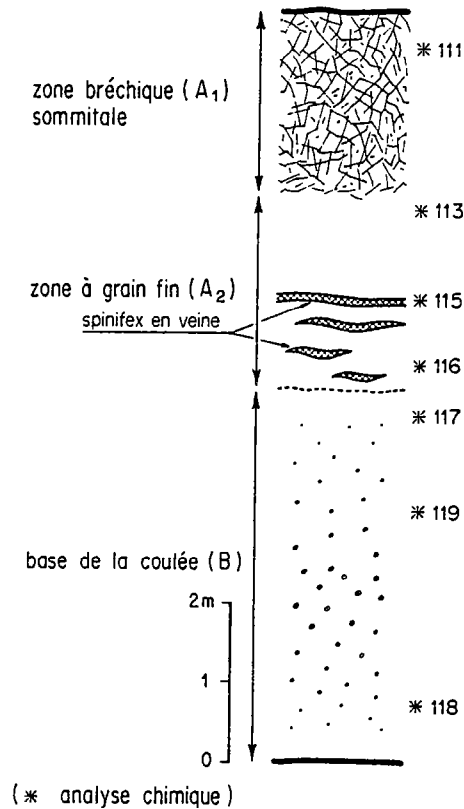 ✳ 111
zone bréchique (A₁)
sommitale
✳ 113
zone à grain fin (A₂)
spinifex en veine
✳ 115
✳ 116
✳ 117
✳ 119
base de la coulée (B)
2m
1
✳ 118
0
(✳ analyse chimique)